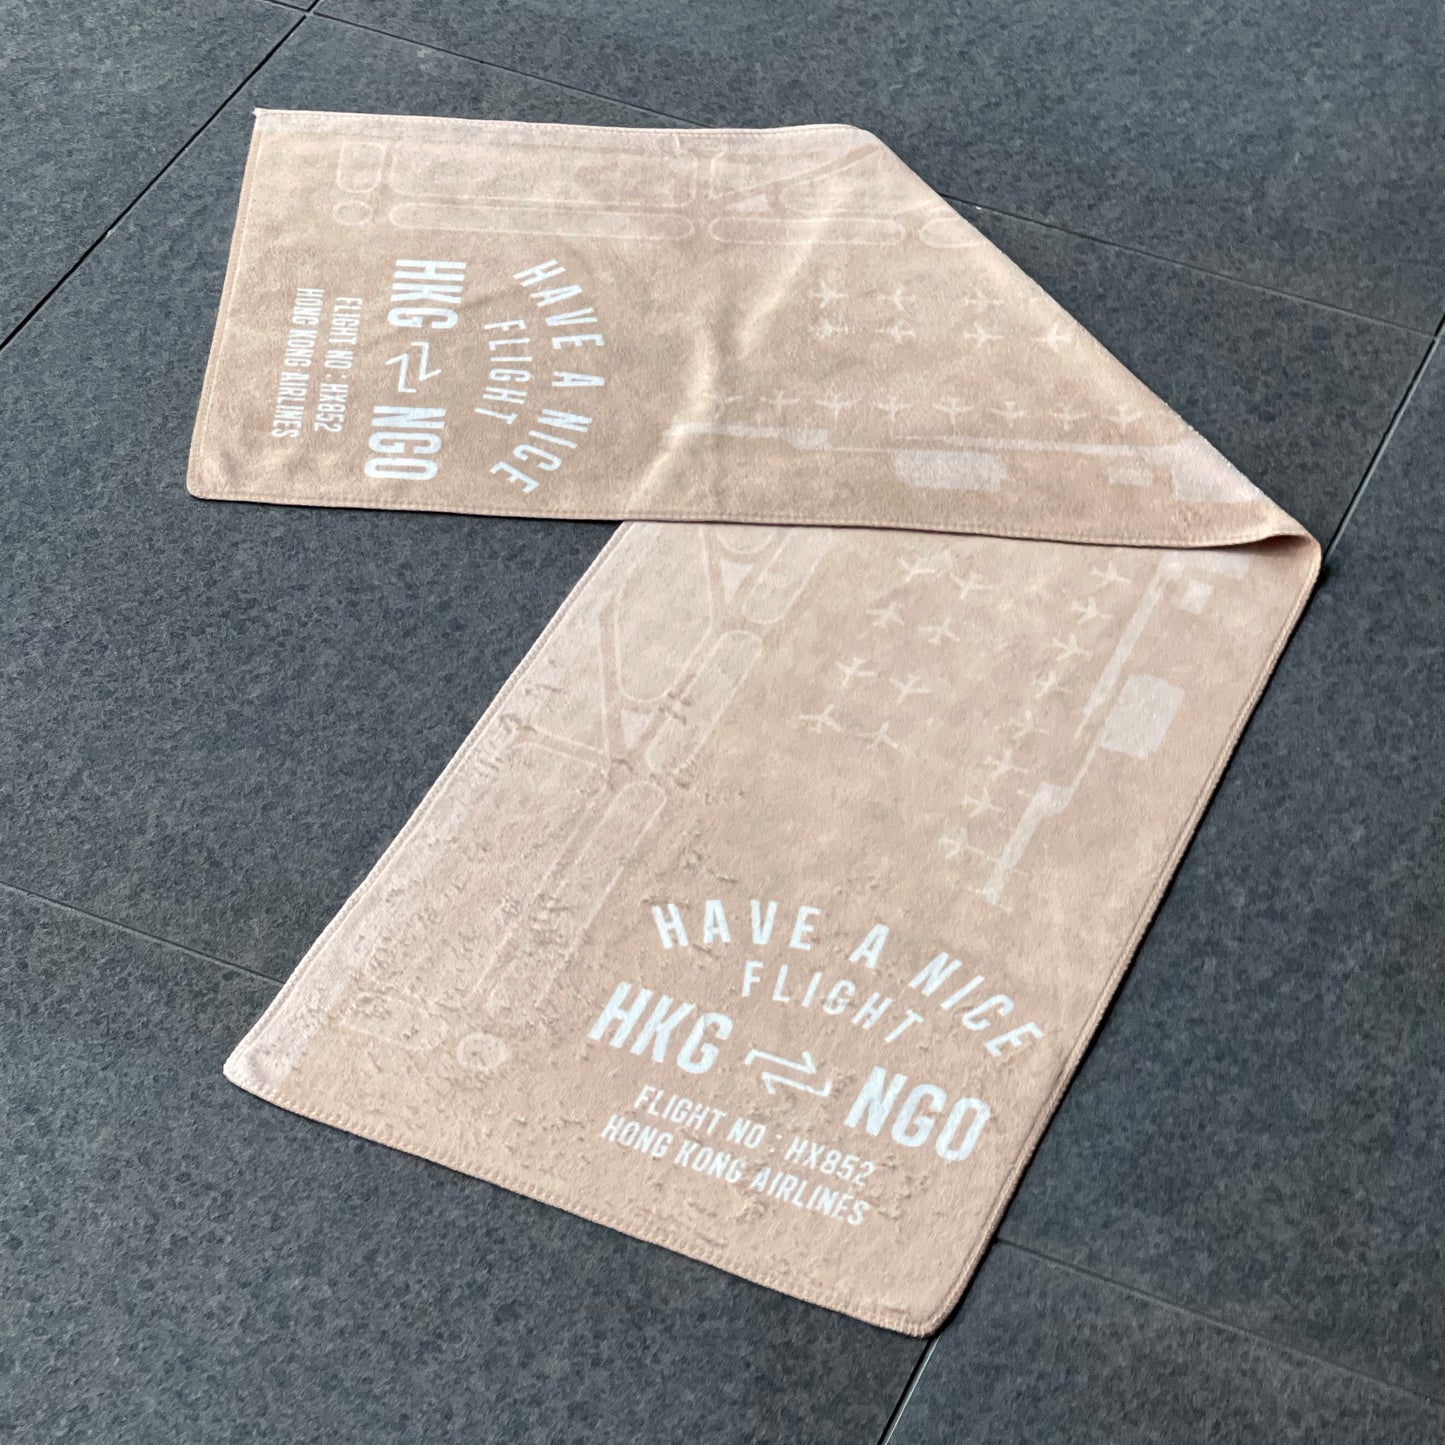 HAVE A NICE
FLIGHT
HKG ⇌ NGO
FLIGHT NO : HX852
HONG KONG AIRLINES
HAVE A NICE
FLIGHT
HKG ⇌ NGO
FLIGHT NO : HX852
HONG KONG AIRLINES